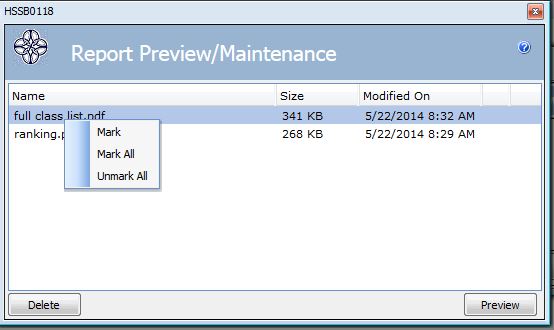 HSSB0118
Report Preview/Maintenance
?
Name Size Modified On
full class list.pdf 341 KB 5/22/2014 8:32 AM
ranking.p 268 KB 5/22/2014 8:29 AM
Mark
Mark All
Unmark All
Delete Preview